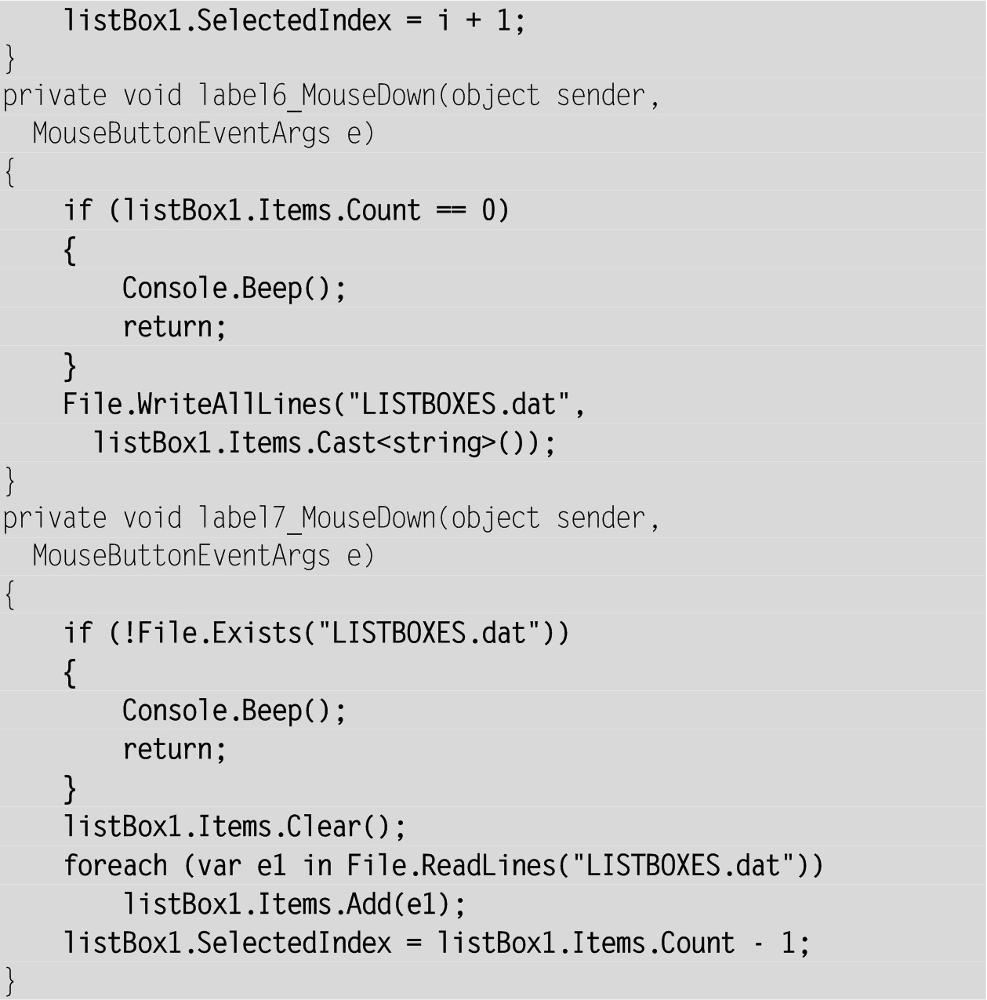 listBox1.SelectedIndex = i + 1;
}
private void label6_MouseDown(object sender,
  MouseButtonEventArgs e)
{
    if (listBox1.Items.Count == 0)
    {
        Console.Beep();
        return;
    }
    File.WriteAllLines("LISTBOXES.dat",
      listBox1.Items.Cast<string>());
}
private void label7_MouseDown(object sender,
  MouseButtonEventArgs e)
{
    if (!File.Exists("LISTBOXES.dat"))
    {
        Console.Beep();
        return;
    }
    listBox1.Items.Clear();
    foreach (var e1 in File.ReadLines("LISTBOXES.dat"))
        listBox1.Items.Add(e1);
    listBox1.SelectedIndex = listBox1.Items.Count - 1;
}